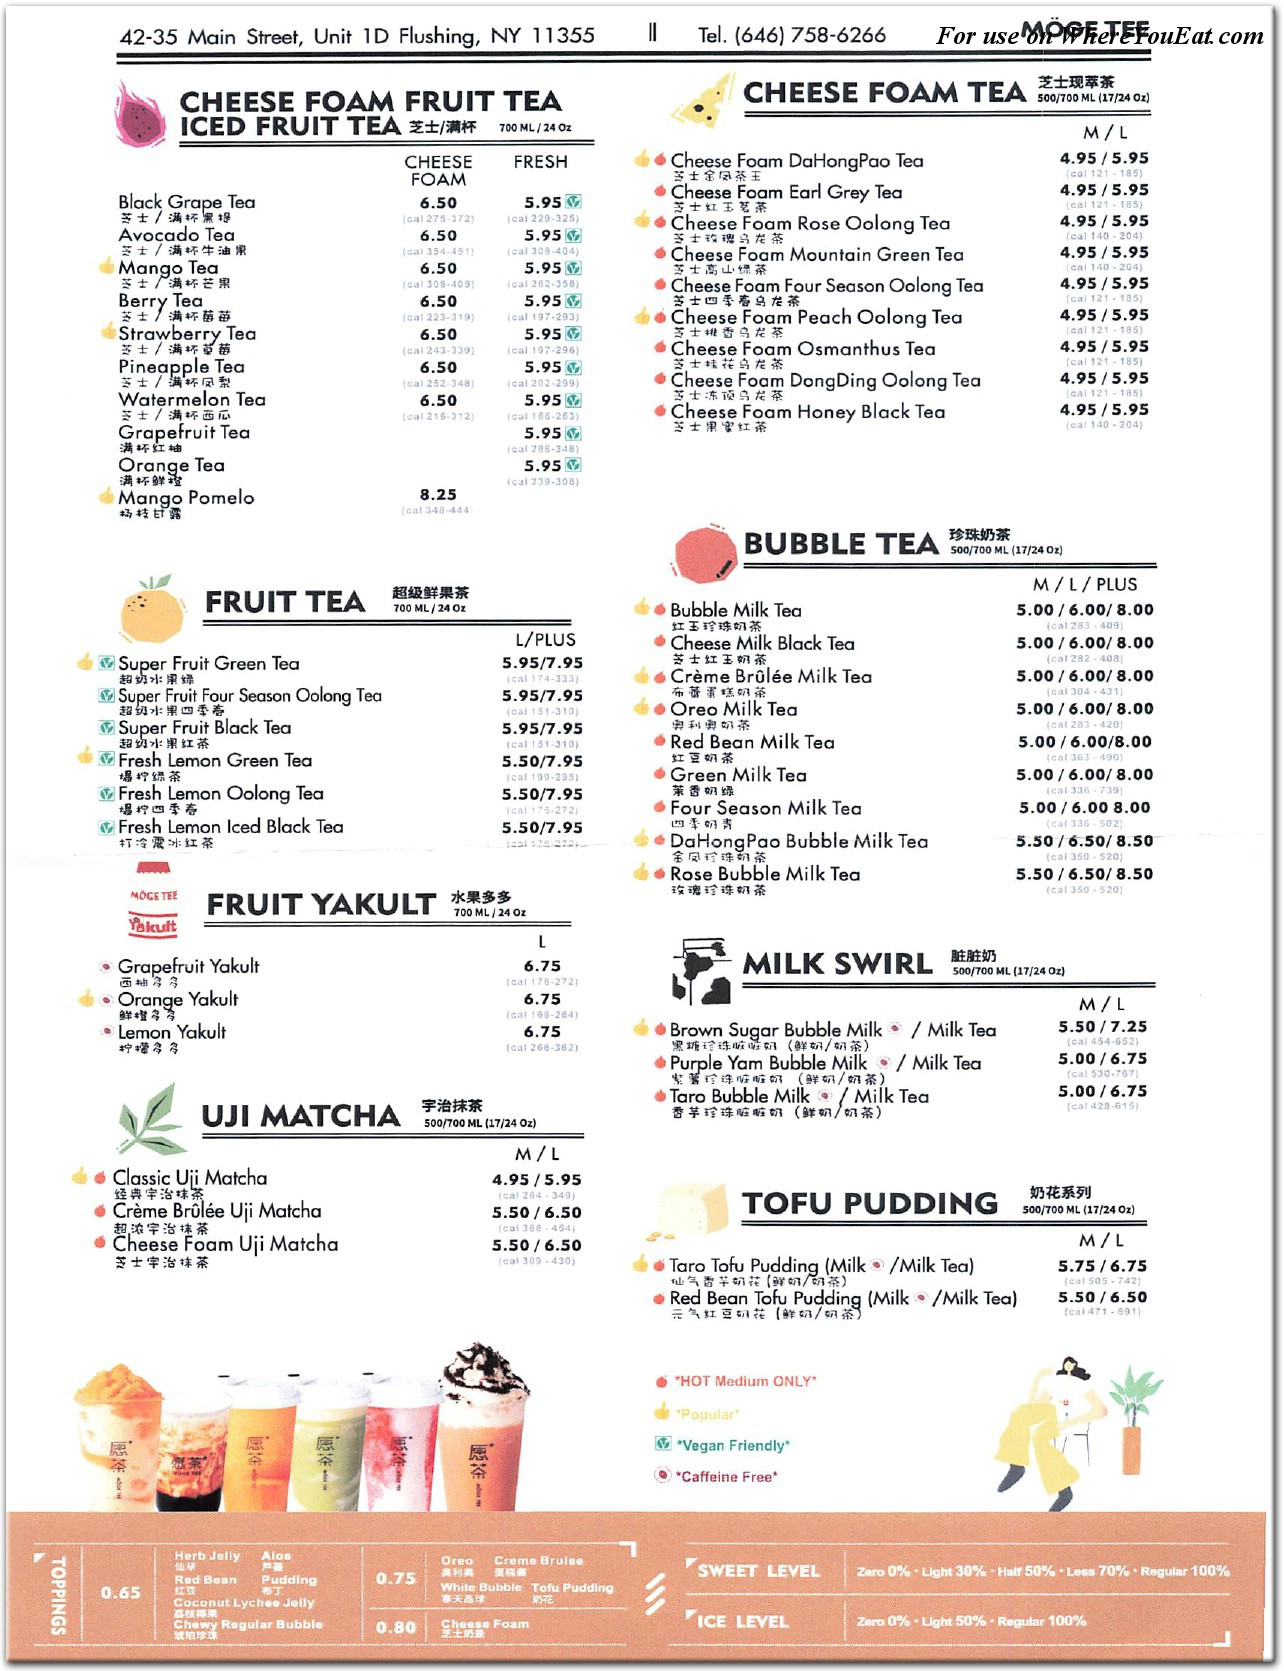 42-35 Main Street, Unit 1D Flushing, NY 11355 || Tel. (646) 758-6266 MÖGE TEE
For use on WhereYouEat.com
CHEESE FOAM FRUIT TEA
ICED FRUIT TEA 芝士/满杯 700 ML / 24 Oz
CHEESE FOAM FRESH
Black Grape Tea 6.50 5.95
芝士 / 满杯黑提 (cal 275-372) (cal 229-325)
Avocado Tea 6.50 5.95
芝士 / 满杯牛油果 (cal 354-451) (cal 308-404)
Mango Tea 6.50 5.95
芝士 / 满杯芒果 (cal 308-405) (cal 262-358)
Berry Tea 6.50 5.95
芝士 / 满杯莓莓 (cal 223-319) (cal 197-293)
Strawberry Tea 6.50 5.95
芝士 / 满杯草莓 (cal 243-339) (cal 197-296)
Pineapple Tea 6.50 5.95
芝士 / 满杯凤梨 (cal 252-348) (cal 202-299)
Watermelon Tea 6.50 5.95
芝士 / 满杯西瓜 (cal 216-312) (cal 166-263)
Grapefruit Tea 5.95
满杯红柚 (cal 288-348)
Orange Tea 5.95
满杯鲜橙 (cal 239-308)
Mango Pomelo 8.25
杨枝甘露 (cal 348-444)
FRUIT TEA 超级鲜果茶
700 ML / 24 Oz
L/PLUS
Super Fruit Green Tea 5.95/7.95
超级水果绿 (cal 174-333)
Super Fruit Four Season Oolong Tea 5.95/7.95
超级水果四季春 (cal 151-310)
Super Fruit Black Tea 5.95/7.95
超级水果红茶 (cal 151-310)
Fresh Lemon Green Tea 5.50/7.95
爆柠绿茶 (cal 199-295)
Fresh Lemon Oolong Tea 5.50/7.95
爆柠四季春 (cal 175-272)
Fresh Lemon Iced Black Tea 5.50/7.95
打冷震冰红茶 (cal 176-272)
MÖGE TEE
Yakult
FRUIT YAKULT 水果多多
700 ML / 24 Oz
L
Grapefruit Yakult 6.75
西柚多多 (cal 176-272)
Orange Yakult 6.75
鲜橙多多 (cal 168-264)
Lemon Yakult 6.75
柠檬多多 (cal 266-362)
UJI MATCHA 宇治抹茶
500/700 ML (17/24 Oz)
M / L
Classic Uji Matcha 4.95 / 5.95
经典宇治抹茶 (cal 264 - 349)
Crème Brûlée Uji Matcha 5.50 / 6.50
超浓宇治抹茶 (cal 368 - 454)
Cheese Foam Uji Matcha 5.50 / 6.50
芝士宇治抹茶 (cal 309 - 430)
CHEESE FOAM TEA 芝士现萃茶
500/700 ML (17/24 Oz)
M / L
Cheese Foam DaHongPao Tea 4.95 / 5.95
芝士金凤茶王 (cal 121 - 185)
Cheese Foam Earl Grey Tea 4.95 / 5.95
芝士红玉茗茶 (cal 121 - 185)
Cheese Foam Rose Oolong Tea 4.95 / 5.95
芝士玫瑰乌龙茶 (cal 140 - 204)
Cheese Foam Mountain Green Tea 4.95 / 5.95
芝士高山绿茶 (cal 140 - 204)
Cheese Foam Four Season Oolong Tea 4.95 / 5.95
芝士四季春乌龙茶 (cal 121 - 185)
Cheese Foam Peach Oolong Tea 4.95 / 5.95
芝士桃香乌龙茶 (cal 121 - 185)
Cheese Foam Osmanthus Tea 4.95 / 5.95
芝士桂花乌龙茶 (cal 121 - 185)
Cheese Foam DongDing Oolong Tea 4.95 / 5.95
芝士冻顶乌龙茶 (cal 121 - 185)
Cheese Foam Honey Black Tea 4.95 / 5.95
芝士果蜜红茶 (cal 140 - 204)
BUBBLE TEA 珍珠奶茶
500/700 ML (17/24 Oz)
M / L / PLUS
Bubble Milk Tea 5.00 / 6.00/ 8.00
红玉珍珠奶茶 (cal 283 - 409)
Cheese Milk Black Tea 5.00 / 6.00/ 8.00
芝士红玉奶茶 (cal 282 - 408)
Crème Brûlée Milk Tea 5.00 / 6.00/ 8.00
布蕾蛋糕奶茶 (cal 304 - 431)
Oreo Milk Tea 5.00 / 6.00/ 8.00
奥利奥奶茶 (cal 283 - 420)
Red Bean Milk Tea 5.00 / 6.00/8.00
红豆奶茶 (cal 363 - 490)
Green Milk Tea 5.00 / 6.00/ 8.00
茉香奶绿 (cal 336 - 739)
Four Season Milk Tea 5.00 / 6.00 8.00
四季奶青 (cal 336 - 502)
DaHongPao Bubble Milk Tea 5.50 / 6.50/ 8.50
金凤珍珠奶茶 (cal 350 - 520)
Rose Bubble Milk Tea 5.50 / 6.50/ 8.50
玫瑰珍珠奶茶 (cal 350 - 520)
MILK SWIRL 脏脏奶
500/700 ML (17/24 Oz)
M / L
Brown Sugar Bubble Milk / Milk Tea 5.50 / 7.25
黑糖珍珠脏脏奶 (鲜奶/奶茶) (cal 454-652)
Purple Yam Bubble Milk / Milk Tea 5.00 / 6.75
紫薯珍珠脏脏奶 (鲜奶/奶茶) (cal 530-767)
Taro Bubble Milk / Milk Tea 5.00 / 6.75
香芋珍珠脏脏奶 (鲜奶/奶茶) (cal 428-615)
TOFU PUDDING 奶花系列
500/700 ML (17/24 Oz)
M / L
Taro Tofu Pudding (Milk /Milk Tea) 5.75 / 6.75
仙气香芋奶花 (鲜奶/奶茶) (cal 505 - 742)
Red Bean Tofu Pudding (Milk /Milk Tea) 5.50 / 6.50
元气红豆奶花 (鲜奶/奶茶) (cal 471 - 691)
*HOT Medium ONLY*
*Popular*
*Vegan Friendly*
*Caffeine Free*
TOPPINGS
0.65
Herb Jelly Aloe
仙草 芦荟
Red Bean Pudding
红豆 布丁
Coconut Lychee Jelly
荔枝椰果
Chewy Regular Bubble
琥珀珍珠
0.75
Oreo Creme Brulee
奥利奥 蛋糕酱
White Bubble Tofu Pudding
寒天晶球 奶花
0.80 Cheese Foam
芝士奶盖
SWEET LEVEL Zero 0% · Light 30% · Half 50% · Less 70% · Regular 100%
ICE LEVEL Zero 0% · Light 50% · Regular 100%